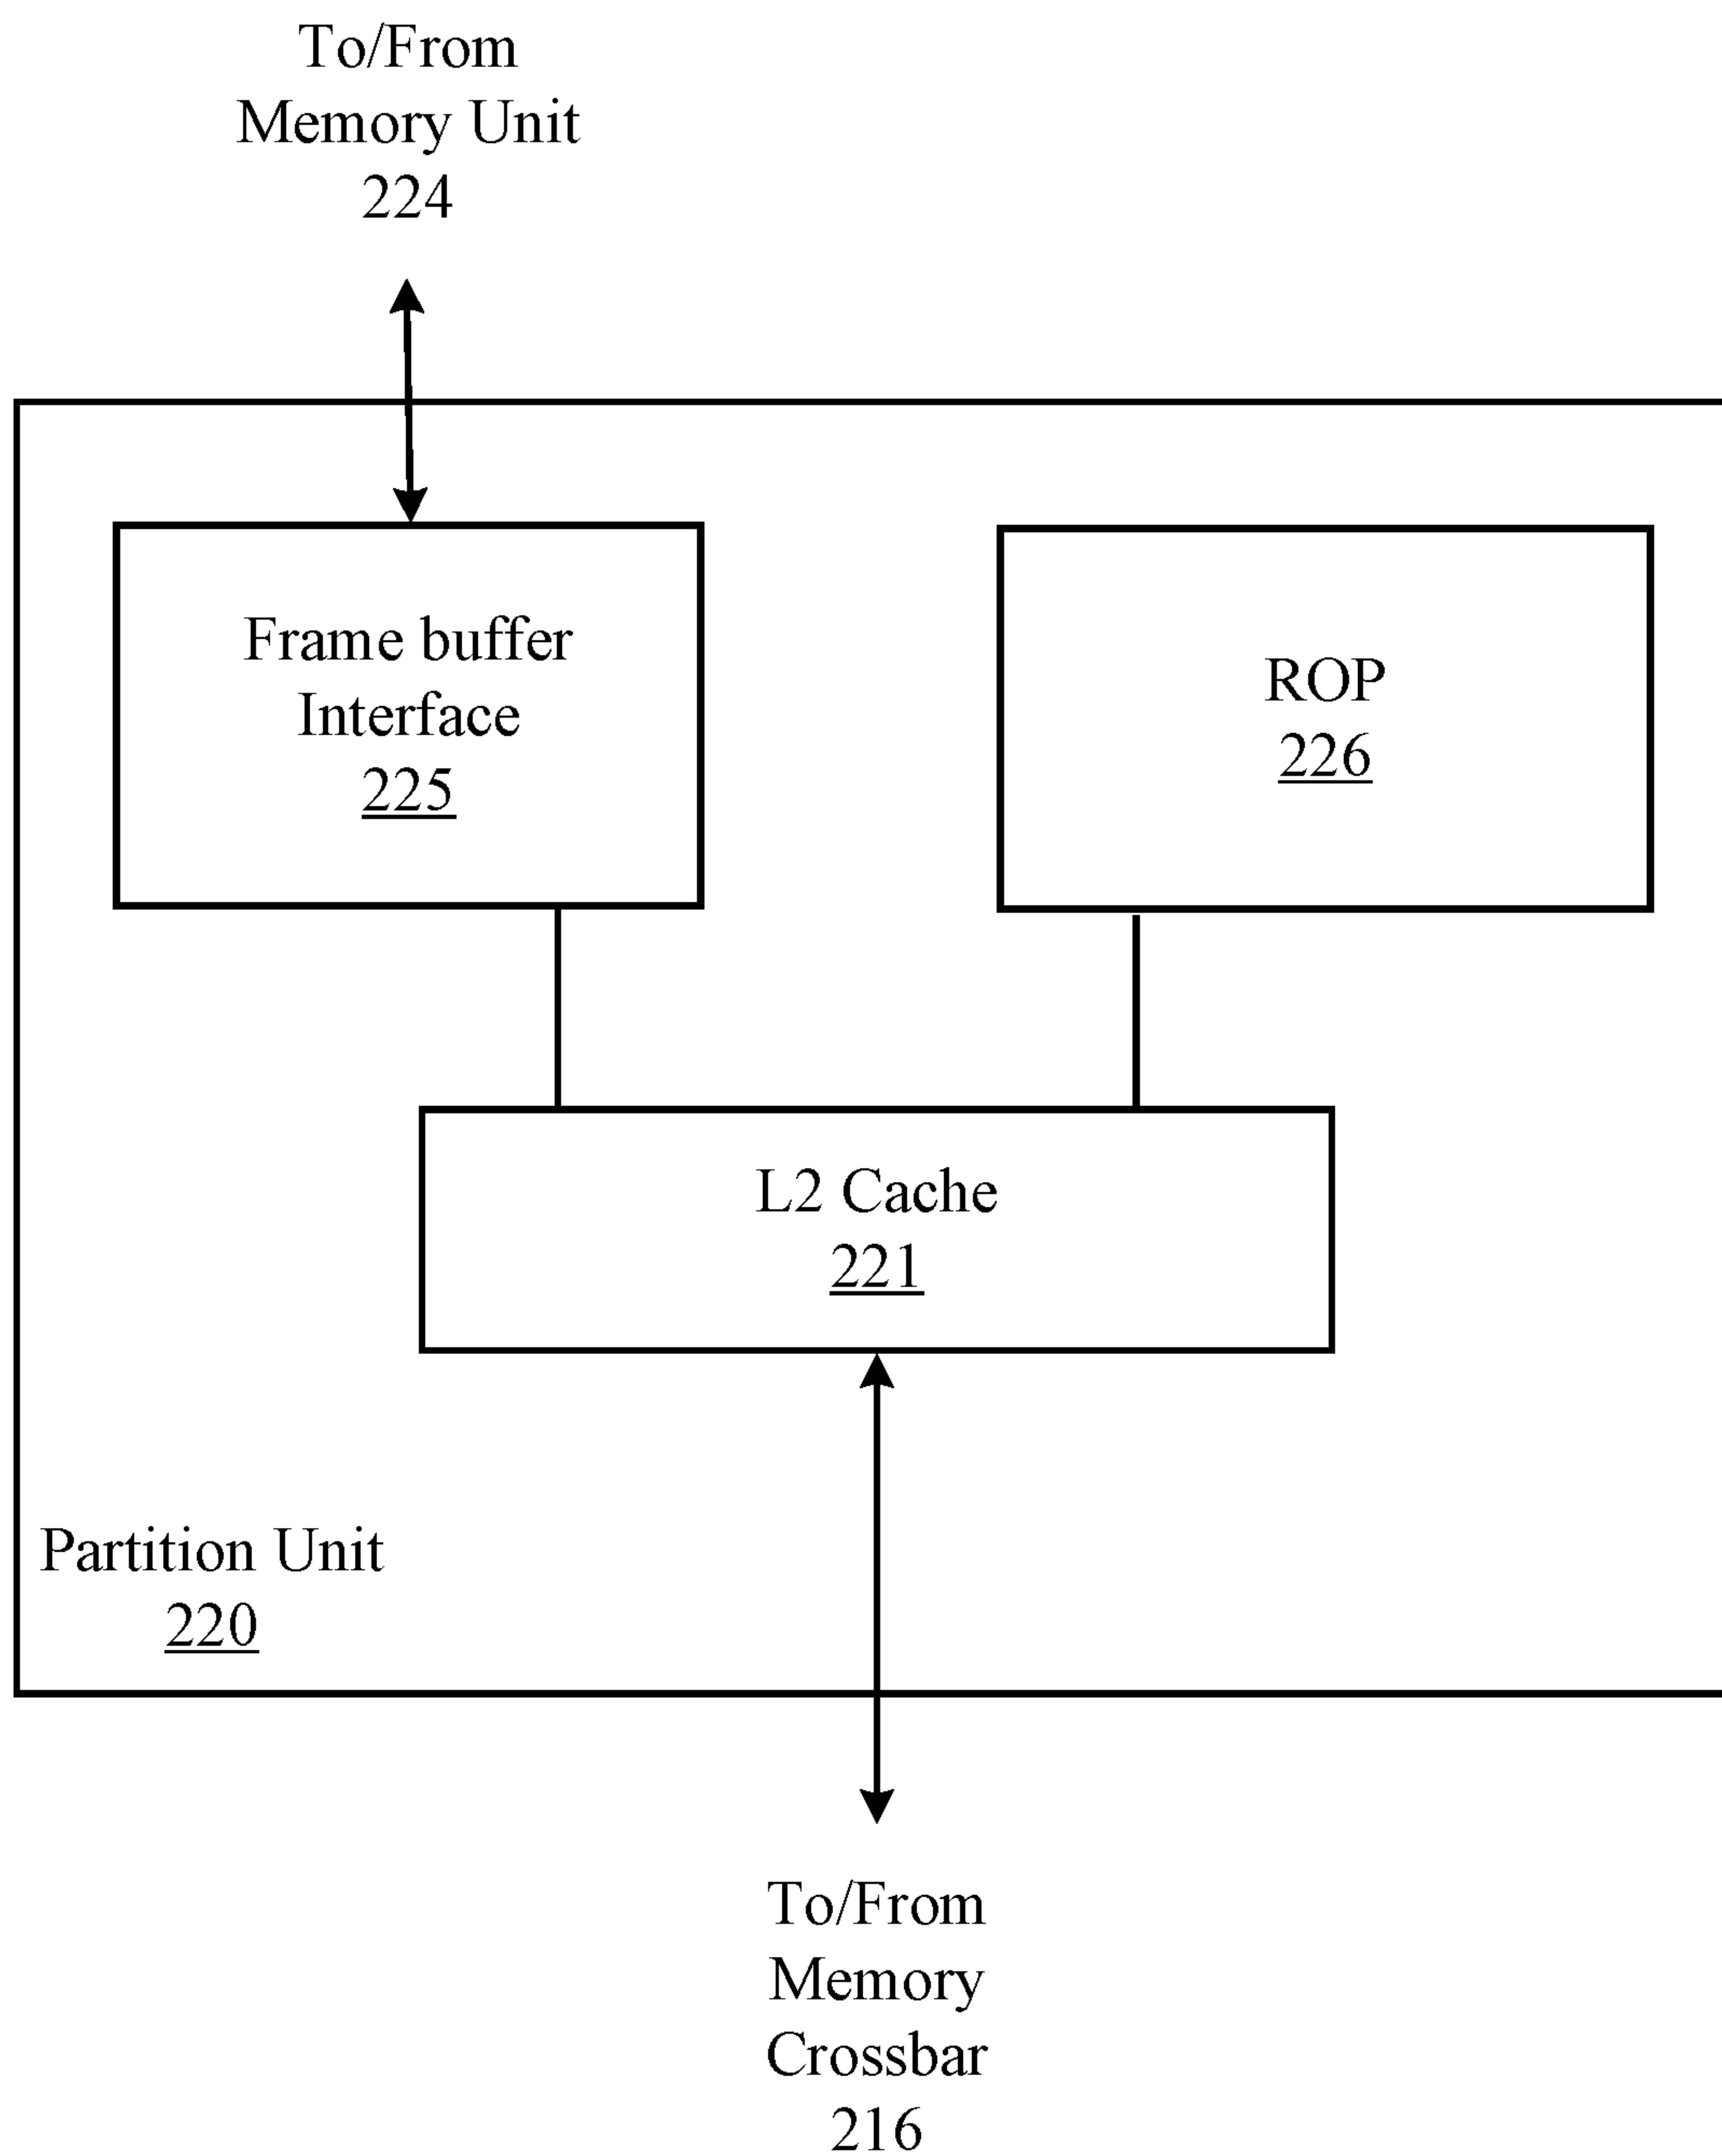 To/From
Memory Unit
224
Frame buffer
Interface
225
ROP
226
L2 Cache
221
Partition Unit
220
To/From
Memory
Crossbar
216